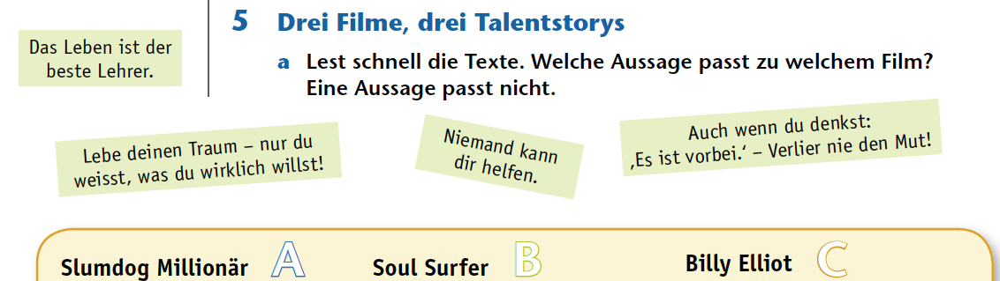 5 Drei Filme, drei Talentstorys
Das Leben ist der
beste Lehrer.
a Lest schnell die Texte. Welche Aussage passt zu welchem Film?
Eine Aussage passt nicht.
Lebe deinen Traum – nur du
weisst, was du wirklich willst!
Niemand kann
dir helfen.
Auch wenn du denkst:
‚Es ist vorbei.‘ – Verlier nie den Mut!
Slumdog Millionär A
Soul Surfer B
Billy Elliot C